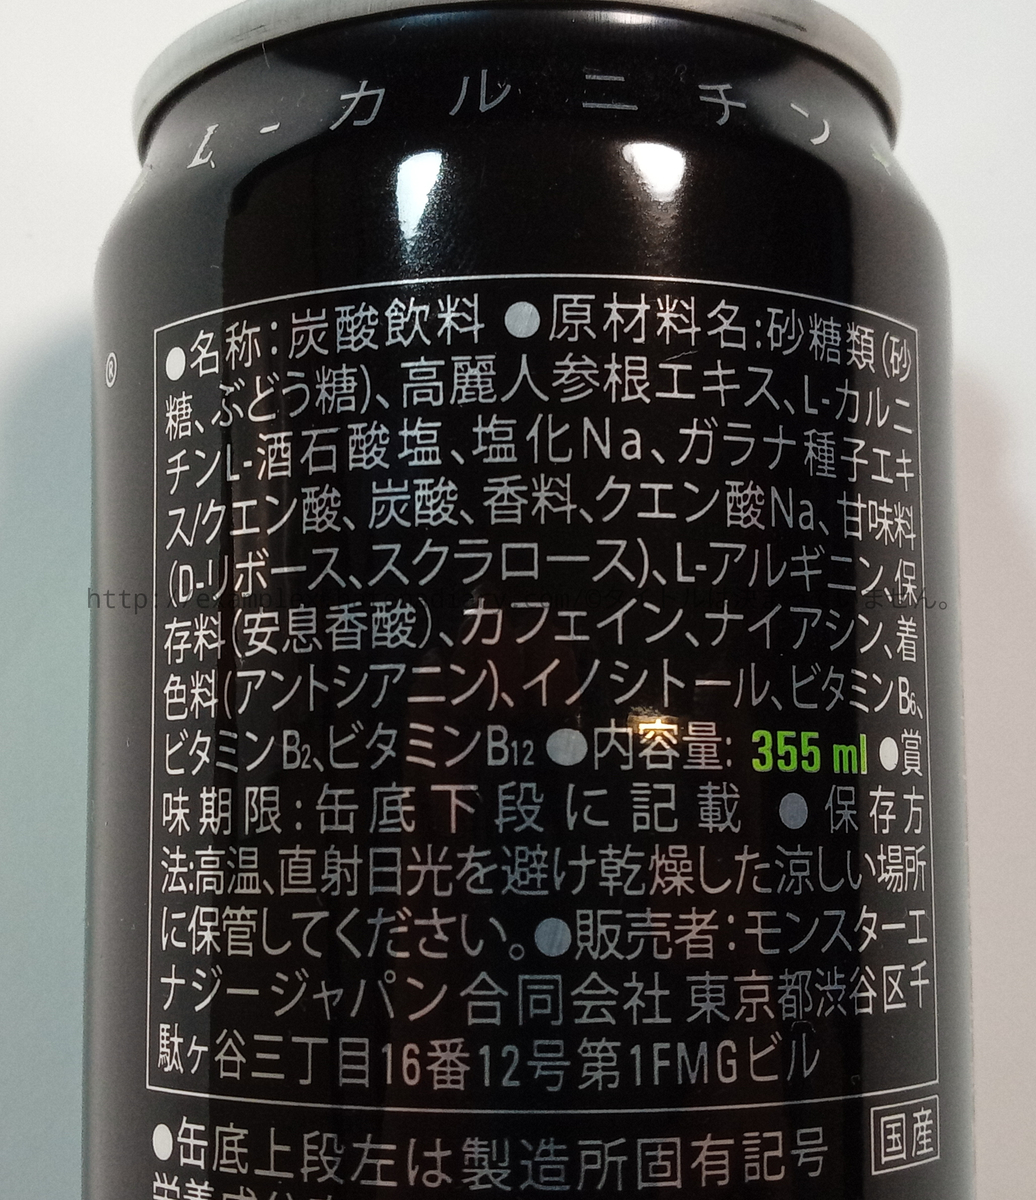 L-カルニチン
®
●名称:炭酸飲料 ●原材料名:砂糖類(砂
糖、ぶどう糖)、高麗人参根エキス、L-カルニ
チンL-酒石酸塩、塩化Na、ガラナ種子エキ
ス/クエン酸、炭酸、香料、クエン酸Na、甘味料
(D-リボース、スクラロース)、L-アルギニン、保
存料(安息香酸)、カフェイン、ナイアシン、着
色料(アントシアニン)、イノシトール、ビタミンB6、
ビタミンB2、ビタミンB12 ●内容量: 355 ml ●賞
味期限:缶底下段に記載 ●保存方
法:高温、直射日光を避け乾燥した涼しい場所
に保管してください。●販売者:モンスターエ
ナジージャパン合同会社 東京都渋谷区千
駄ヶ谷三丁目16番12号第1FMGビル
国産
●缶底上段左は製造所固有記号